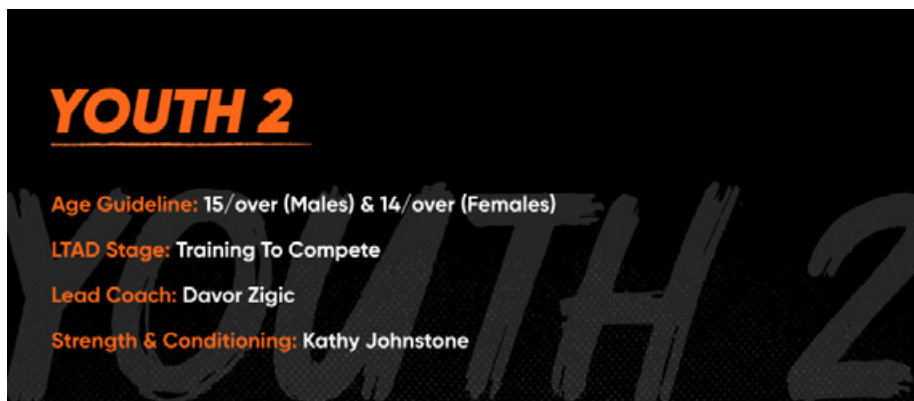 YOUTH 2
Age Guideline: 15/over (Males) & 14/over (Females)
LTAD Stage: Training To Compete
Lead Coach: Davor Zigic
Strength & Conditioning: Kathy Johnstone
YOUTH 2